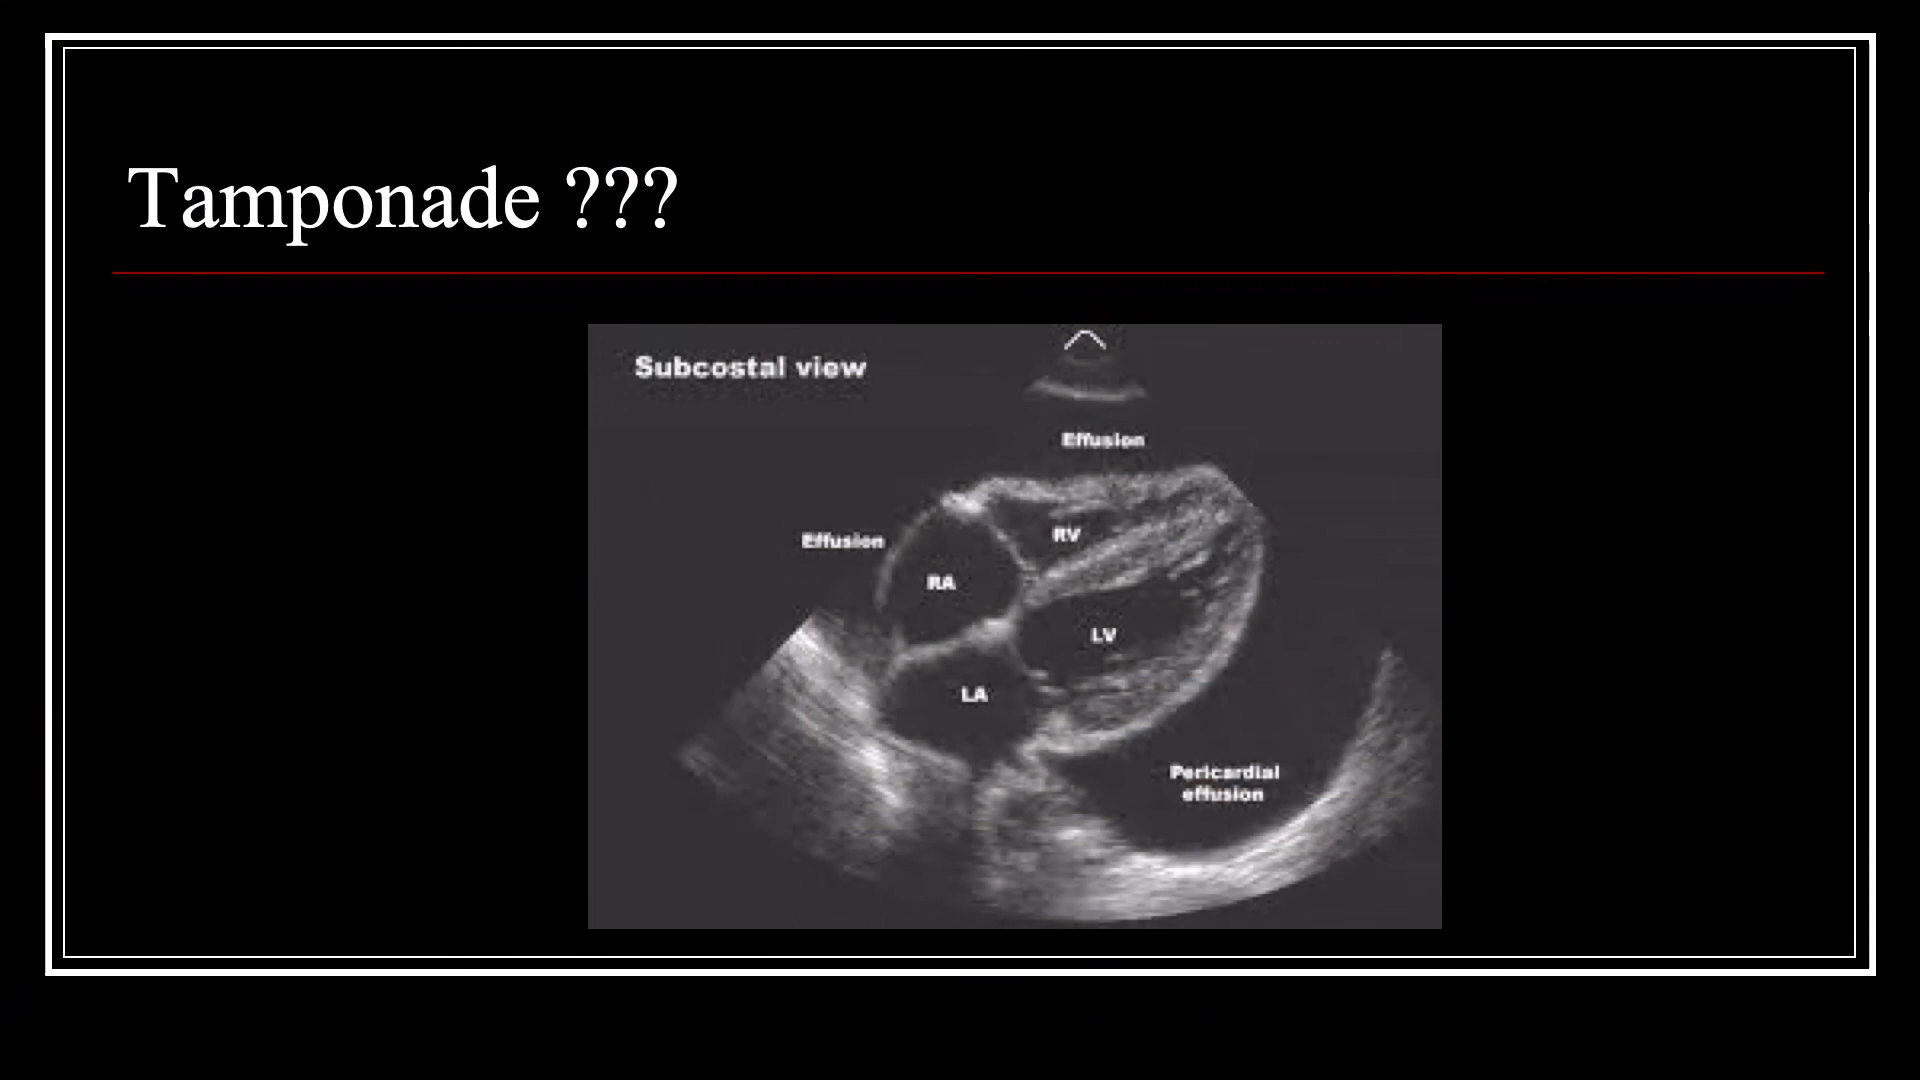 Tamponade ???
Subcostal view
Effusion
Effusion
RV
RA
LV
LA
Pericardial
effusion